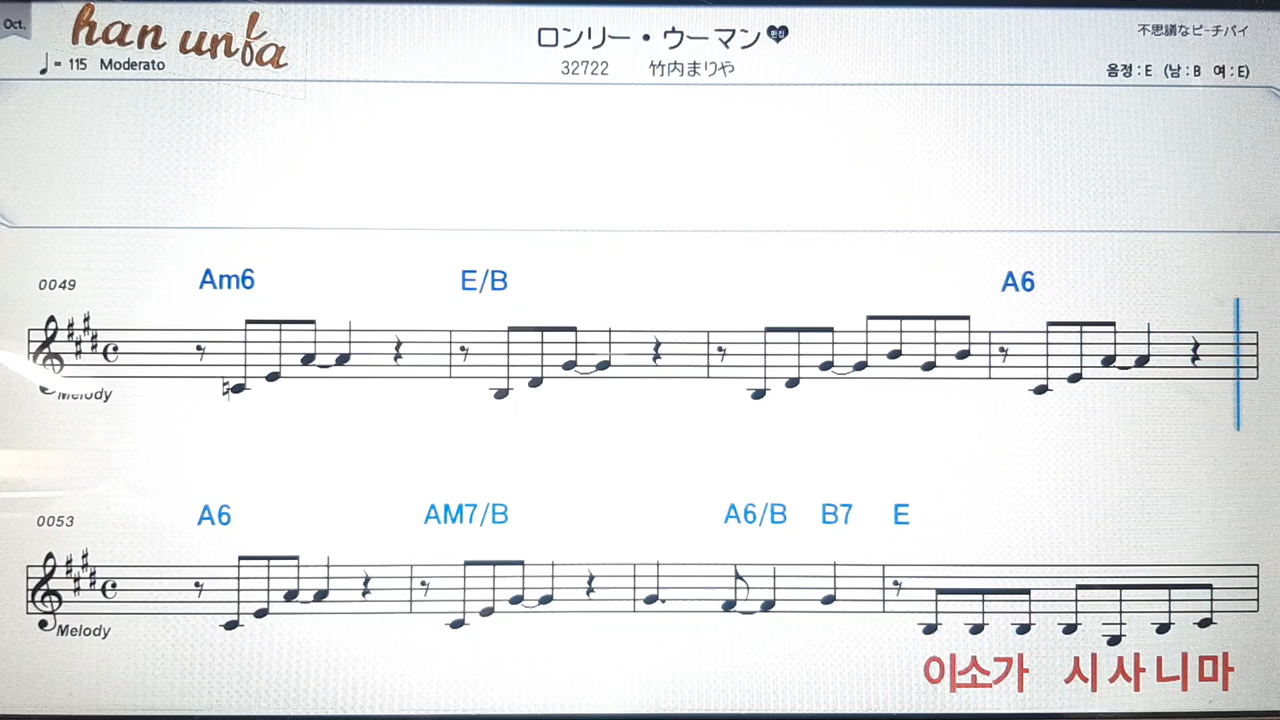 Oct.
han unfa
♩= 115 Moderato
ロンリー・ウーマン
편집
32722 竹内まりや
不思議なピーチパイ
음정 : E (남 : B 여 : E)
0049
Am6 E/B A6
Melody
0053
A6 AM7/B A6/B B7 E
Melody
이소가 시 사 니 마